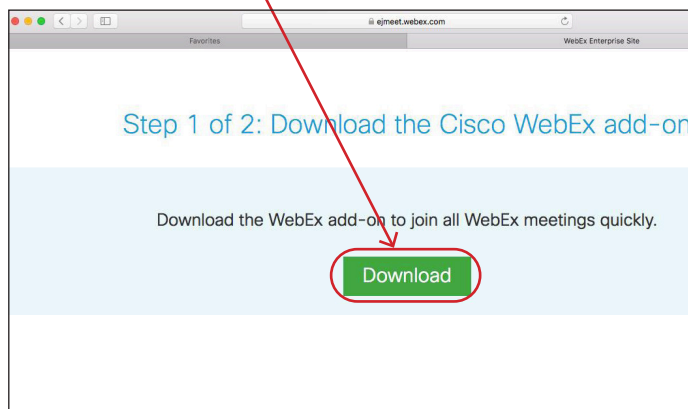 ejmeet.webex.com
Favorites WebEx Enterprise Site
Step 1 of 2: Download the Cisco WebEx add-on
Download the WebEx add-on to join all WebEx meetings quickly.
Download